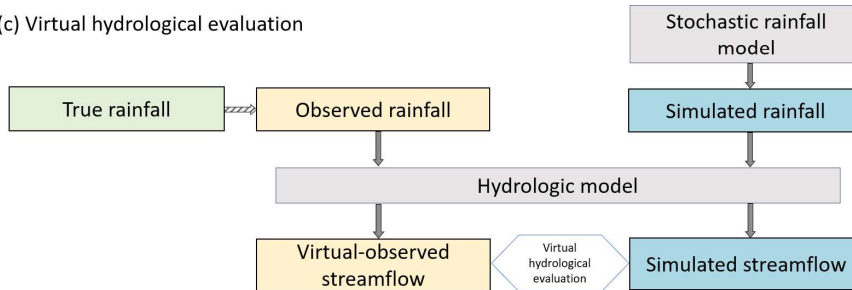 (c) Virtual hydrological evaluation
Stochastic rainfall
model
True rainfall
Observed rainfall
Simulated rainfall
Hydrologic model
Virtual-observed
streamflow
Virtual
hydrological
evaluation
Simulated streamflow